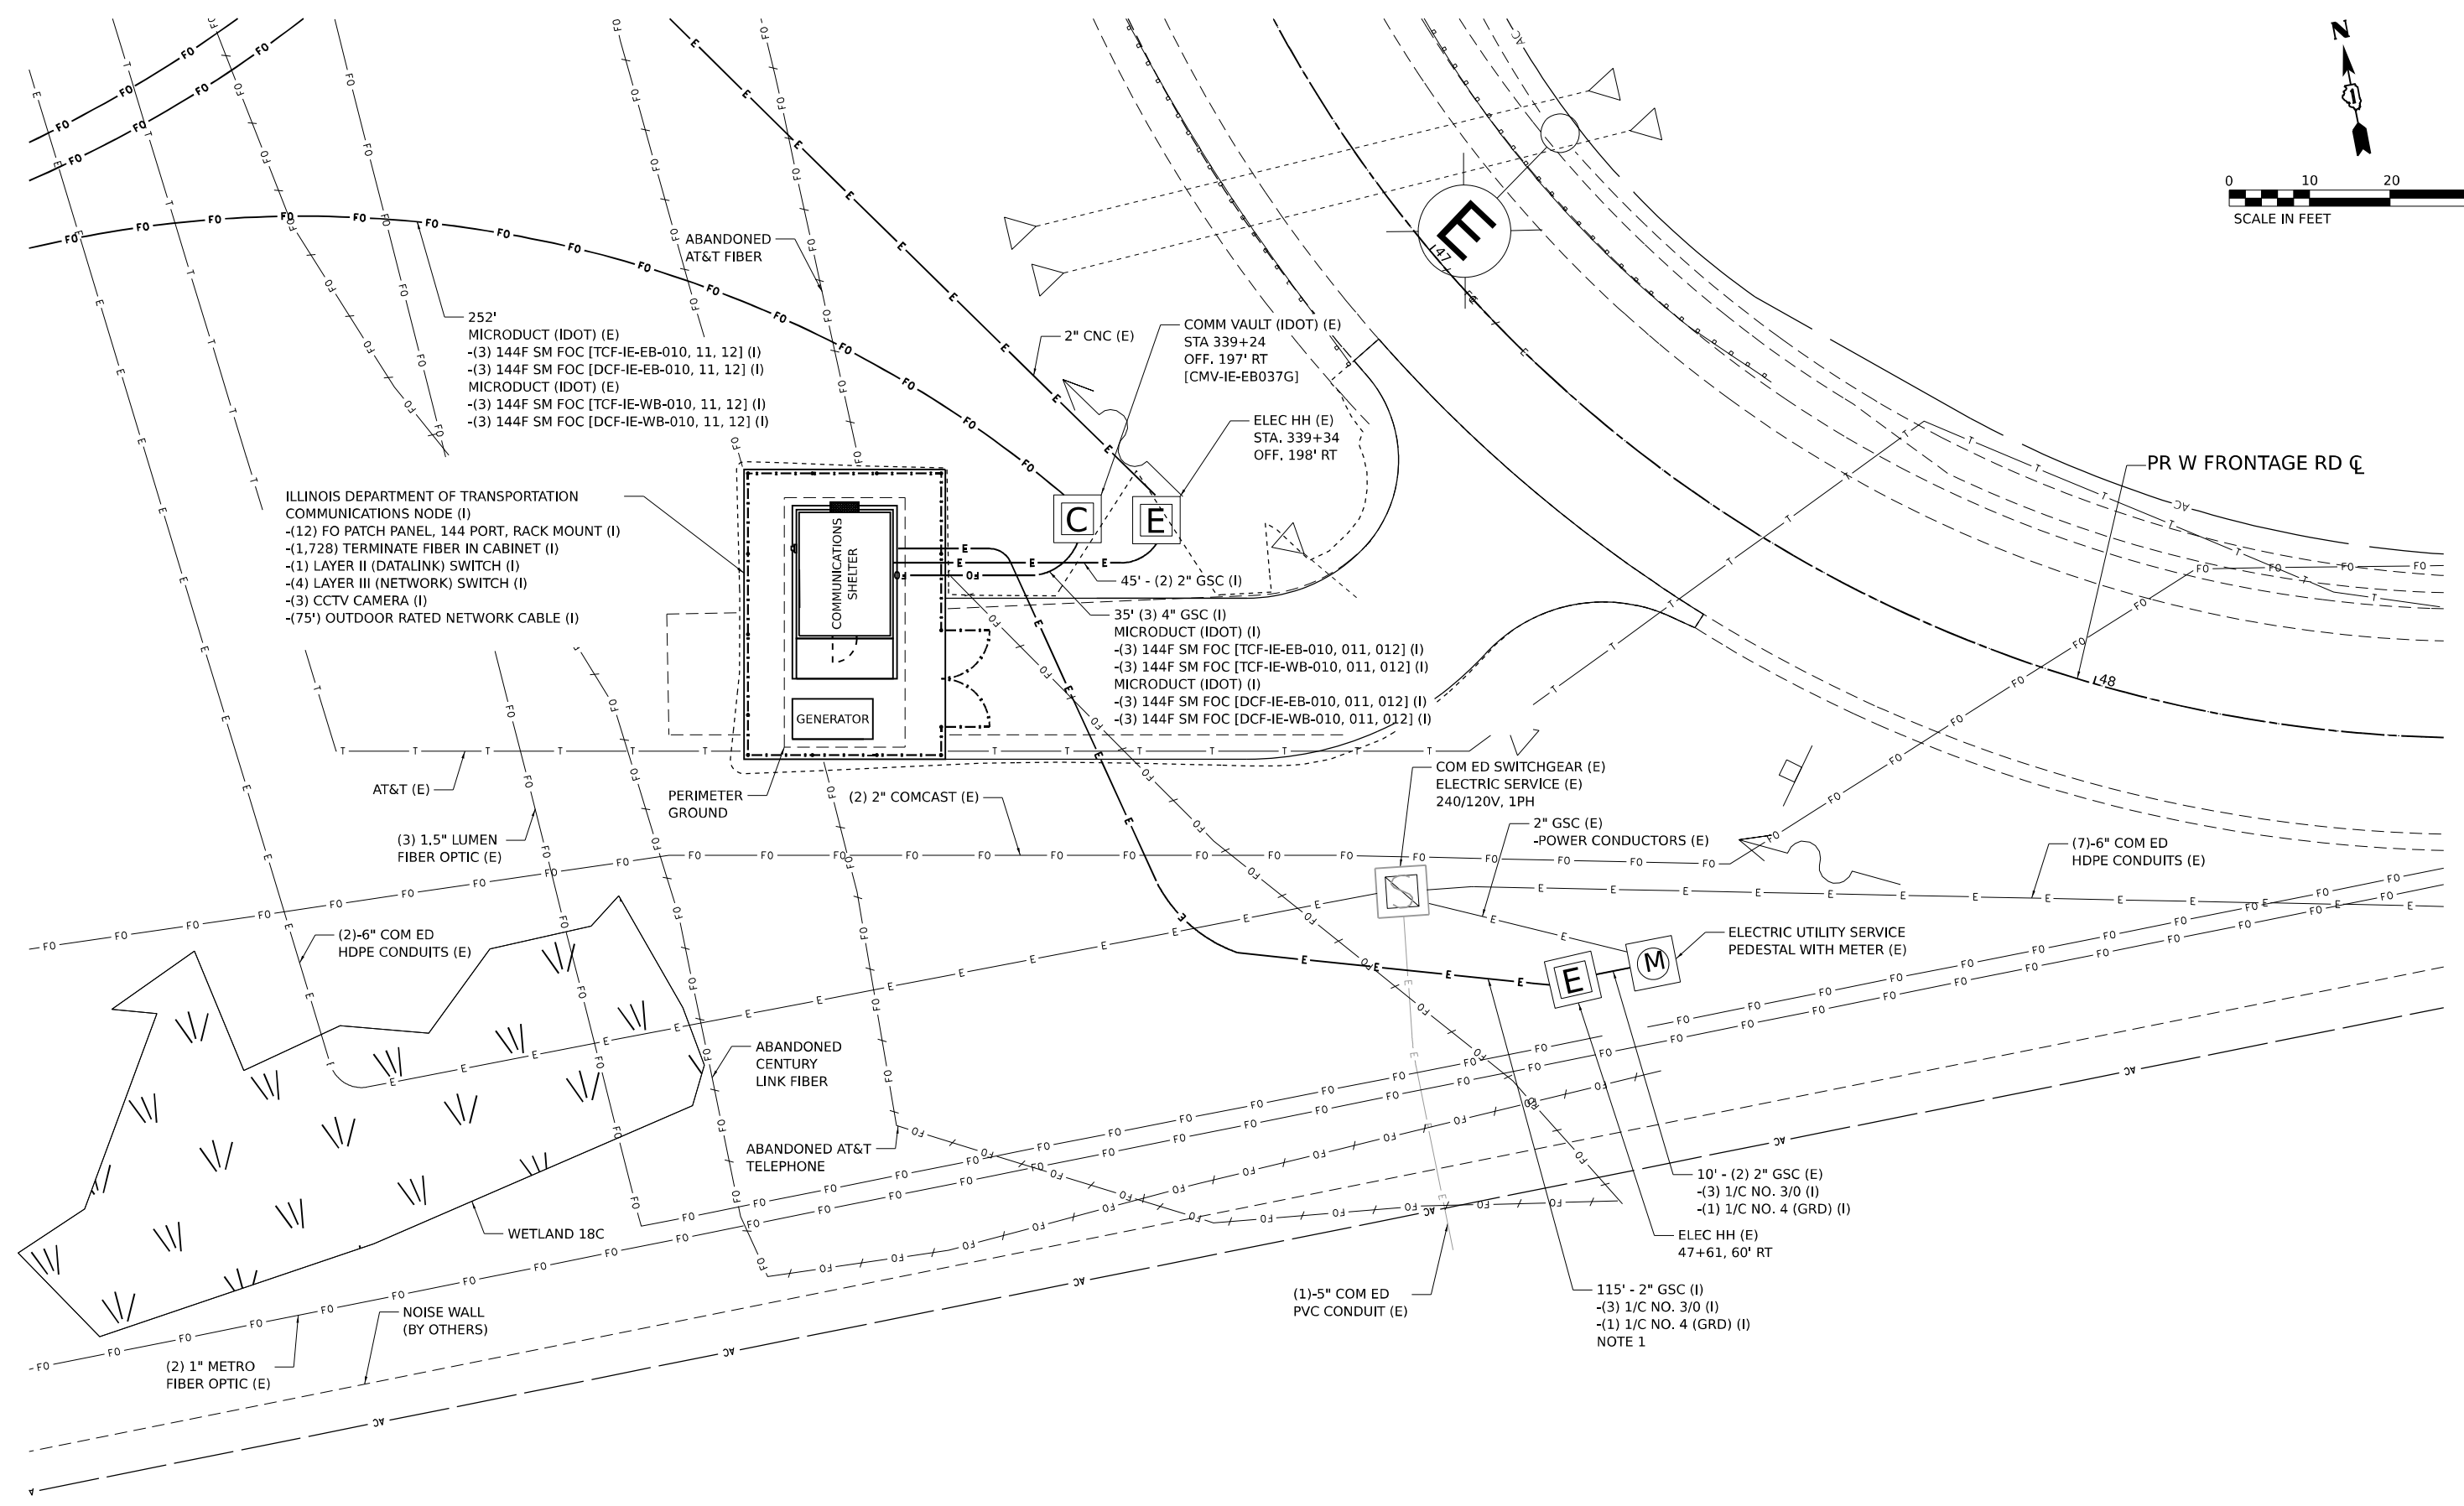 N
0 10 20
SCALE IN FEET
ABANDONED
AT&T FIBER
252'
MICRODUCT (IDOT) (E)
-(3) 144F SM FOC [TCF-IE-EB-010, 11, 12] (I)
-(3) 144F SM FOC [DCF-IE-EB-010, 11, 12] (I)
MICRODUCT (IDOT) (E)
-(3) 144F SM FOC [TCF-IE-WB-010, 11, 12] (I)
-(3) 144F SM FOC [DCF-IE-WB-010, 11, 12] (I)
2" CNC (E)
COMM VAULT (IDOT) (E)
STA 339+24
OFF. 197' RT
[CMV-IE-EB037G]
ELEC HH (E)
STA. 339+34
OFF. 198' RT
E
47
PR W FRONTAGE RD ℄
48
ILLINOIS DEPARTMENT OF TRANSPORTATION
COMMUNICATIONS NODE (I)
-(12) FO PATCH PANEL, 144 PORT, RACK MOUNT (I)
-(1,728) TERMINATE FIBER IN CABINET (I)
-(1) LAYER II (DATALINK) SWITCH (I)
-(4) LAYER III (NETWORK) SWITCH (I)
-(3) CCTV CAMERA (I)
-(75') OUTDOOR RATED NETWORK CABLE (I)
COMMUNICATIONS
SHELTER
GENERATOR
C
E
45' - (2) 2" GSC (I)
35' (3) 4" GSC (I)
MICRODUCT (IDOT) (I)
-(3) 144F SM FOC [TCF-IE-EB-010, 011, 012] (I)
-(3) 144F SM FOC [TCF-IE-WB-010, 011, 012] (I)
MICRODUCT (IDOT) (I)
-(3) 144F SM FOC [DCF-IE-EB-010, 011, 012] (I)
-(3) 144F SM FOC [DCF-IE-WB-010, 011, 012] (I)
AT&T (E)
PERIMETER
GROUND
(2) 2" COMCAST (E)
COM ED SWITCHGEAR (E)
ELECTRIC SERVICE (E)
240/120V, 1PH
2" GSC (E)
-POWER CONDUCTORS (E)
(7)-6" COM ED
HDPE CONDUITS (E)
(3) 1.5" LUMEN
FIBER OPTIC (E)
(2)-6" COM ED
HDPE CONDUITS (E)
ELECTRIC UTILITY SERVICE
PEDESTAL WITH METER (E)
E
M
ABANDONED
CENTURY
LINK FIBER
ABANDONED AT&T
TELEPHONE
10' - (2) 2" GSC (E)
-(3) 1/C NO. 3/0 (I)
-(1) 1/C NO. 4 (GRD) (I)
WETLAND 18C
ELEC HH (E)
47+61, 60' RT
(1)-5" COM ED
PVC CONDUIT (E)
115' - 2" GSC (I)
-(3) 1/C NO. 3/0 (I)
-(1) 1/C NO. 4 (GRD) (I)
NOTE 1
NOISE WALL
(BY OTHERS)
(2) 1" METRO
FIBER OPTIC (E)